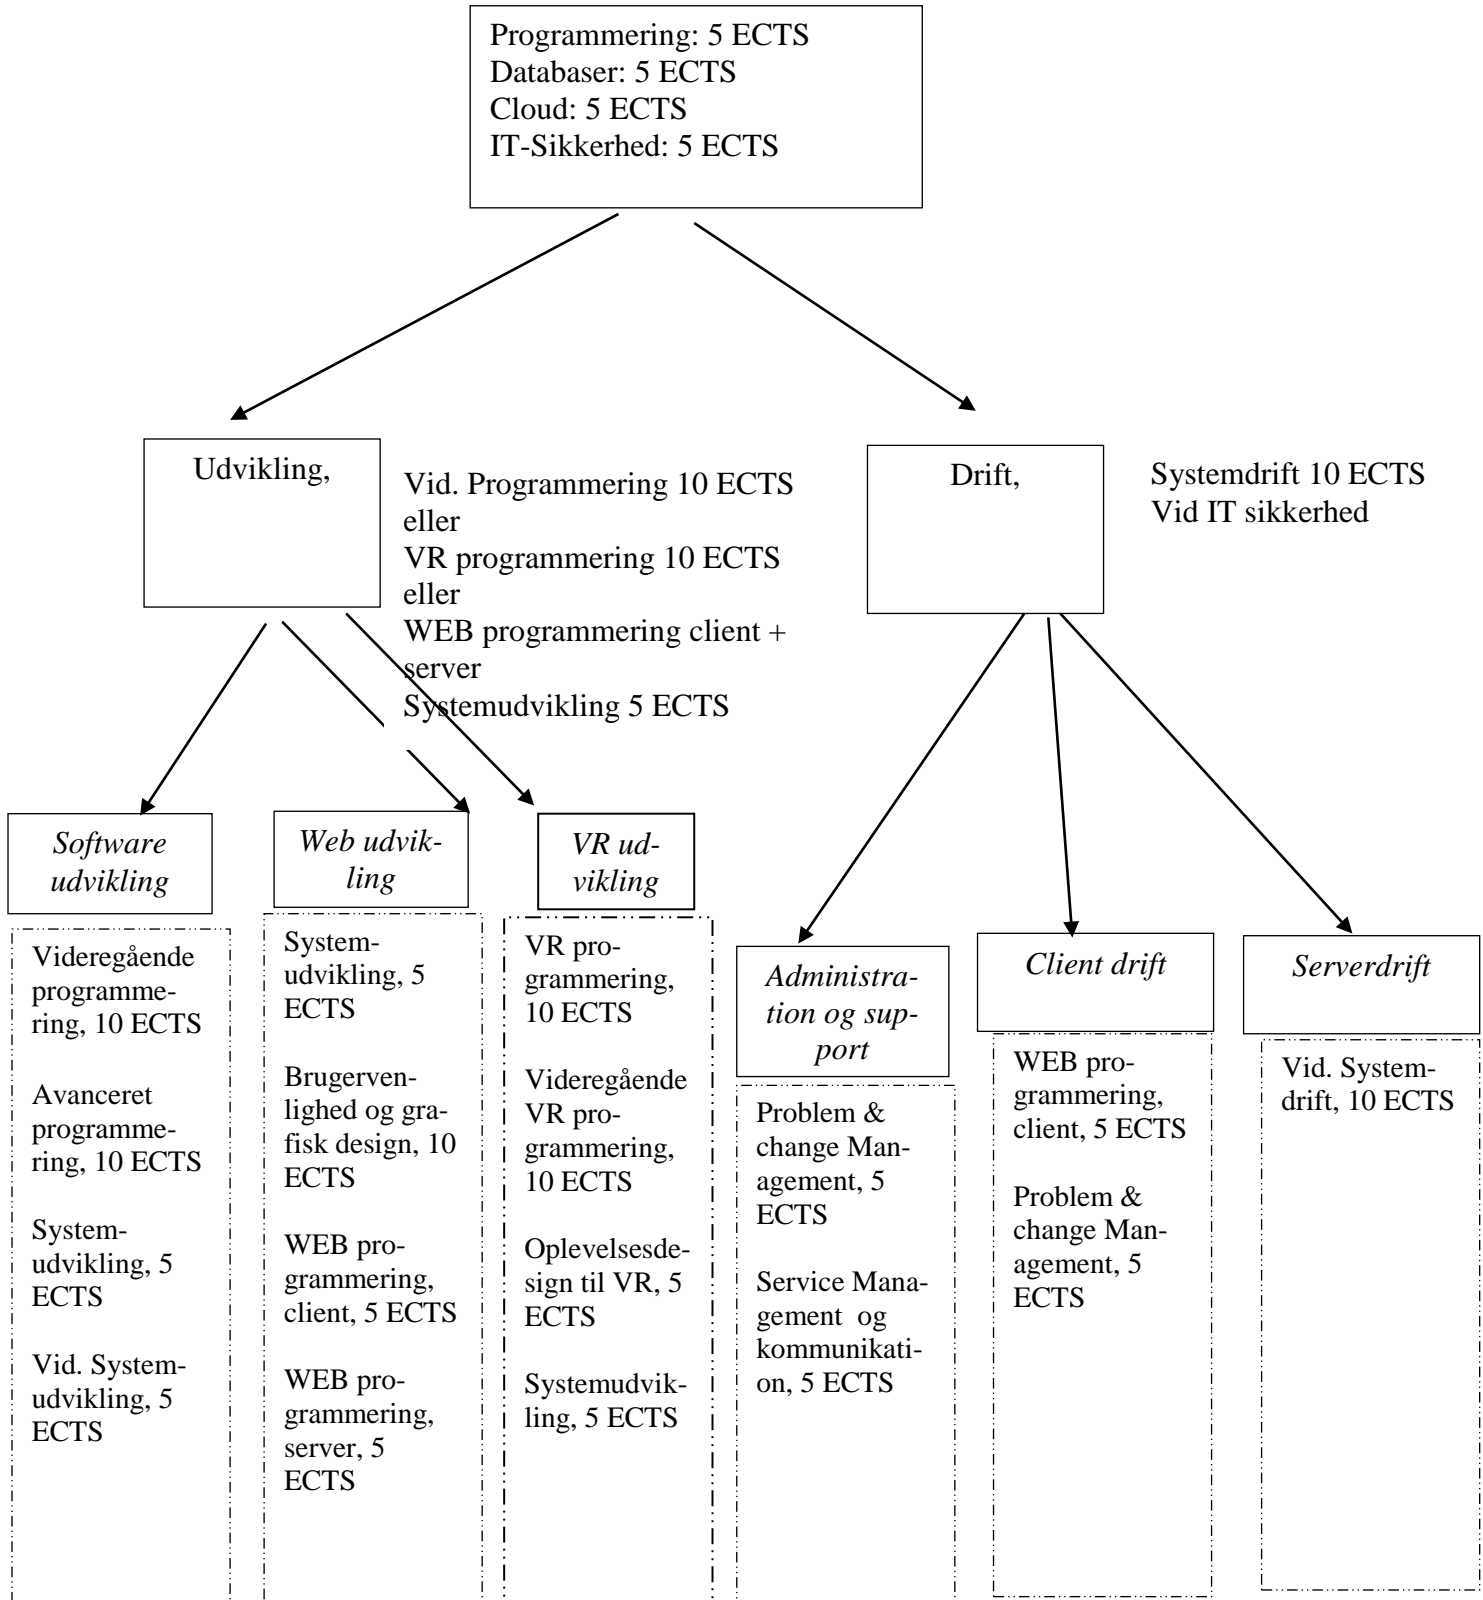 Programmering: 5 ECTS
Databaser: 5 ECTS
Cloud: 5 ECTS
IT-Sikkerhed: 5 ECTS
Udvikling,
Vid. Programmering 10 ECTS
eller
VR programmering 10 ECTS
eller
WEB programmering client +
server
Systemudvikling 5 ECTS
Drift,
Systemdrift 10 ECTS
Vid IT sikkerhed
Software
udvikling
Videregående
programme-
ring, 10 ECTS
Avanceret
programme-
ring, 10 ECTS
System-
udvikling, 5
ECTS
Vid. System-
udvikling, 5
ECTS
Web udvik-
ling
System-
udvikling, 5
ECTS
Brugerven-
lighed og gra-
fisk design, 10
ECTS
WEB pro-
grammering,
client, 5 ECTS
WEB pro-
grammering,
server, 5
ECTS
VR ud-
vikling
VR pro-
grammering,
10 ECTS
Videregående
VR pro-
grammering,
10 ECTS
Oplevelsesde-
sign til VR, 5
ECTS
Systemudvik-
ling, 5 ECTS
Administra-
tion og sup-
port
Problem &
change Man-
agement, 5
ECTS
Service Mana-
gement  og
kommunikati-
on, 5 ECTS
Client drift
WEB pro-
grammering,
client, 5 ECTS
Problem &
change Man-
agement, 5
ECTS
Serverdrift
Vid. System-
drift, 10 ECTS